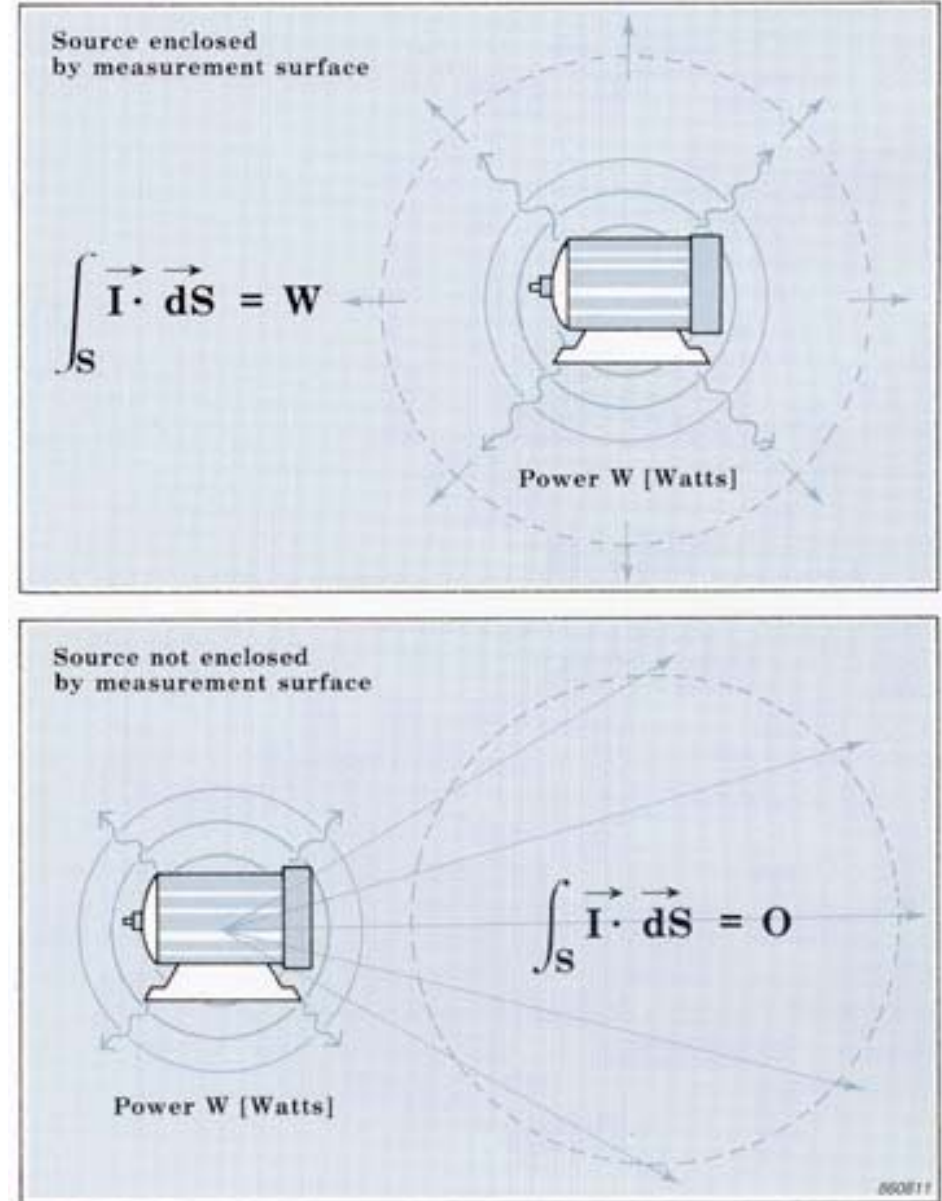 Source enclosed
by measurement surface
∫S I⃗ · dS⃗ = W
Power W [Watts]
Source not enclosed
by measurement surface
∫S I⃗ · dS⃗ = O
Power W [Watts]
860811